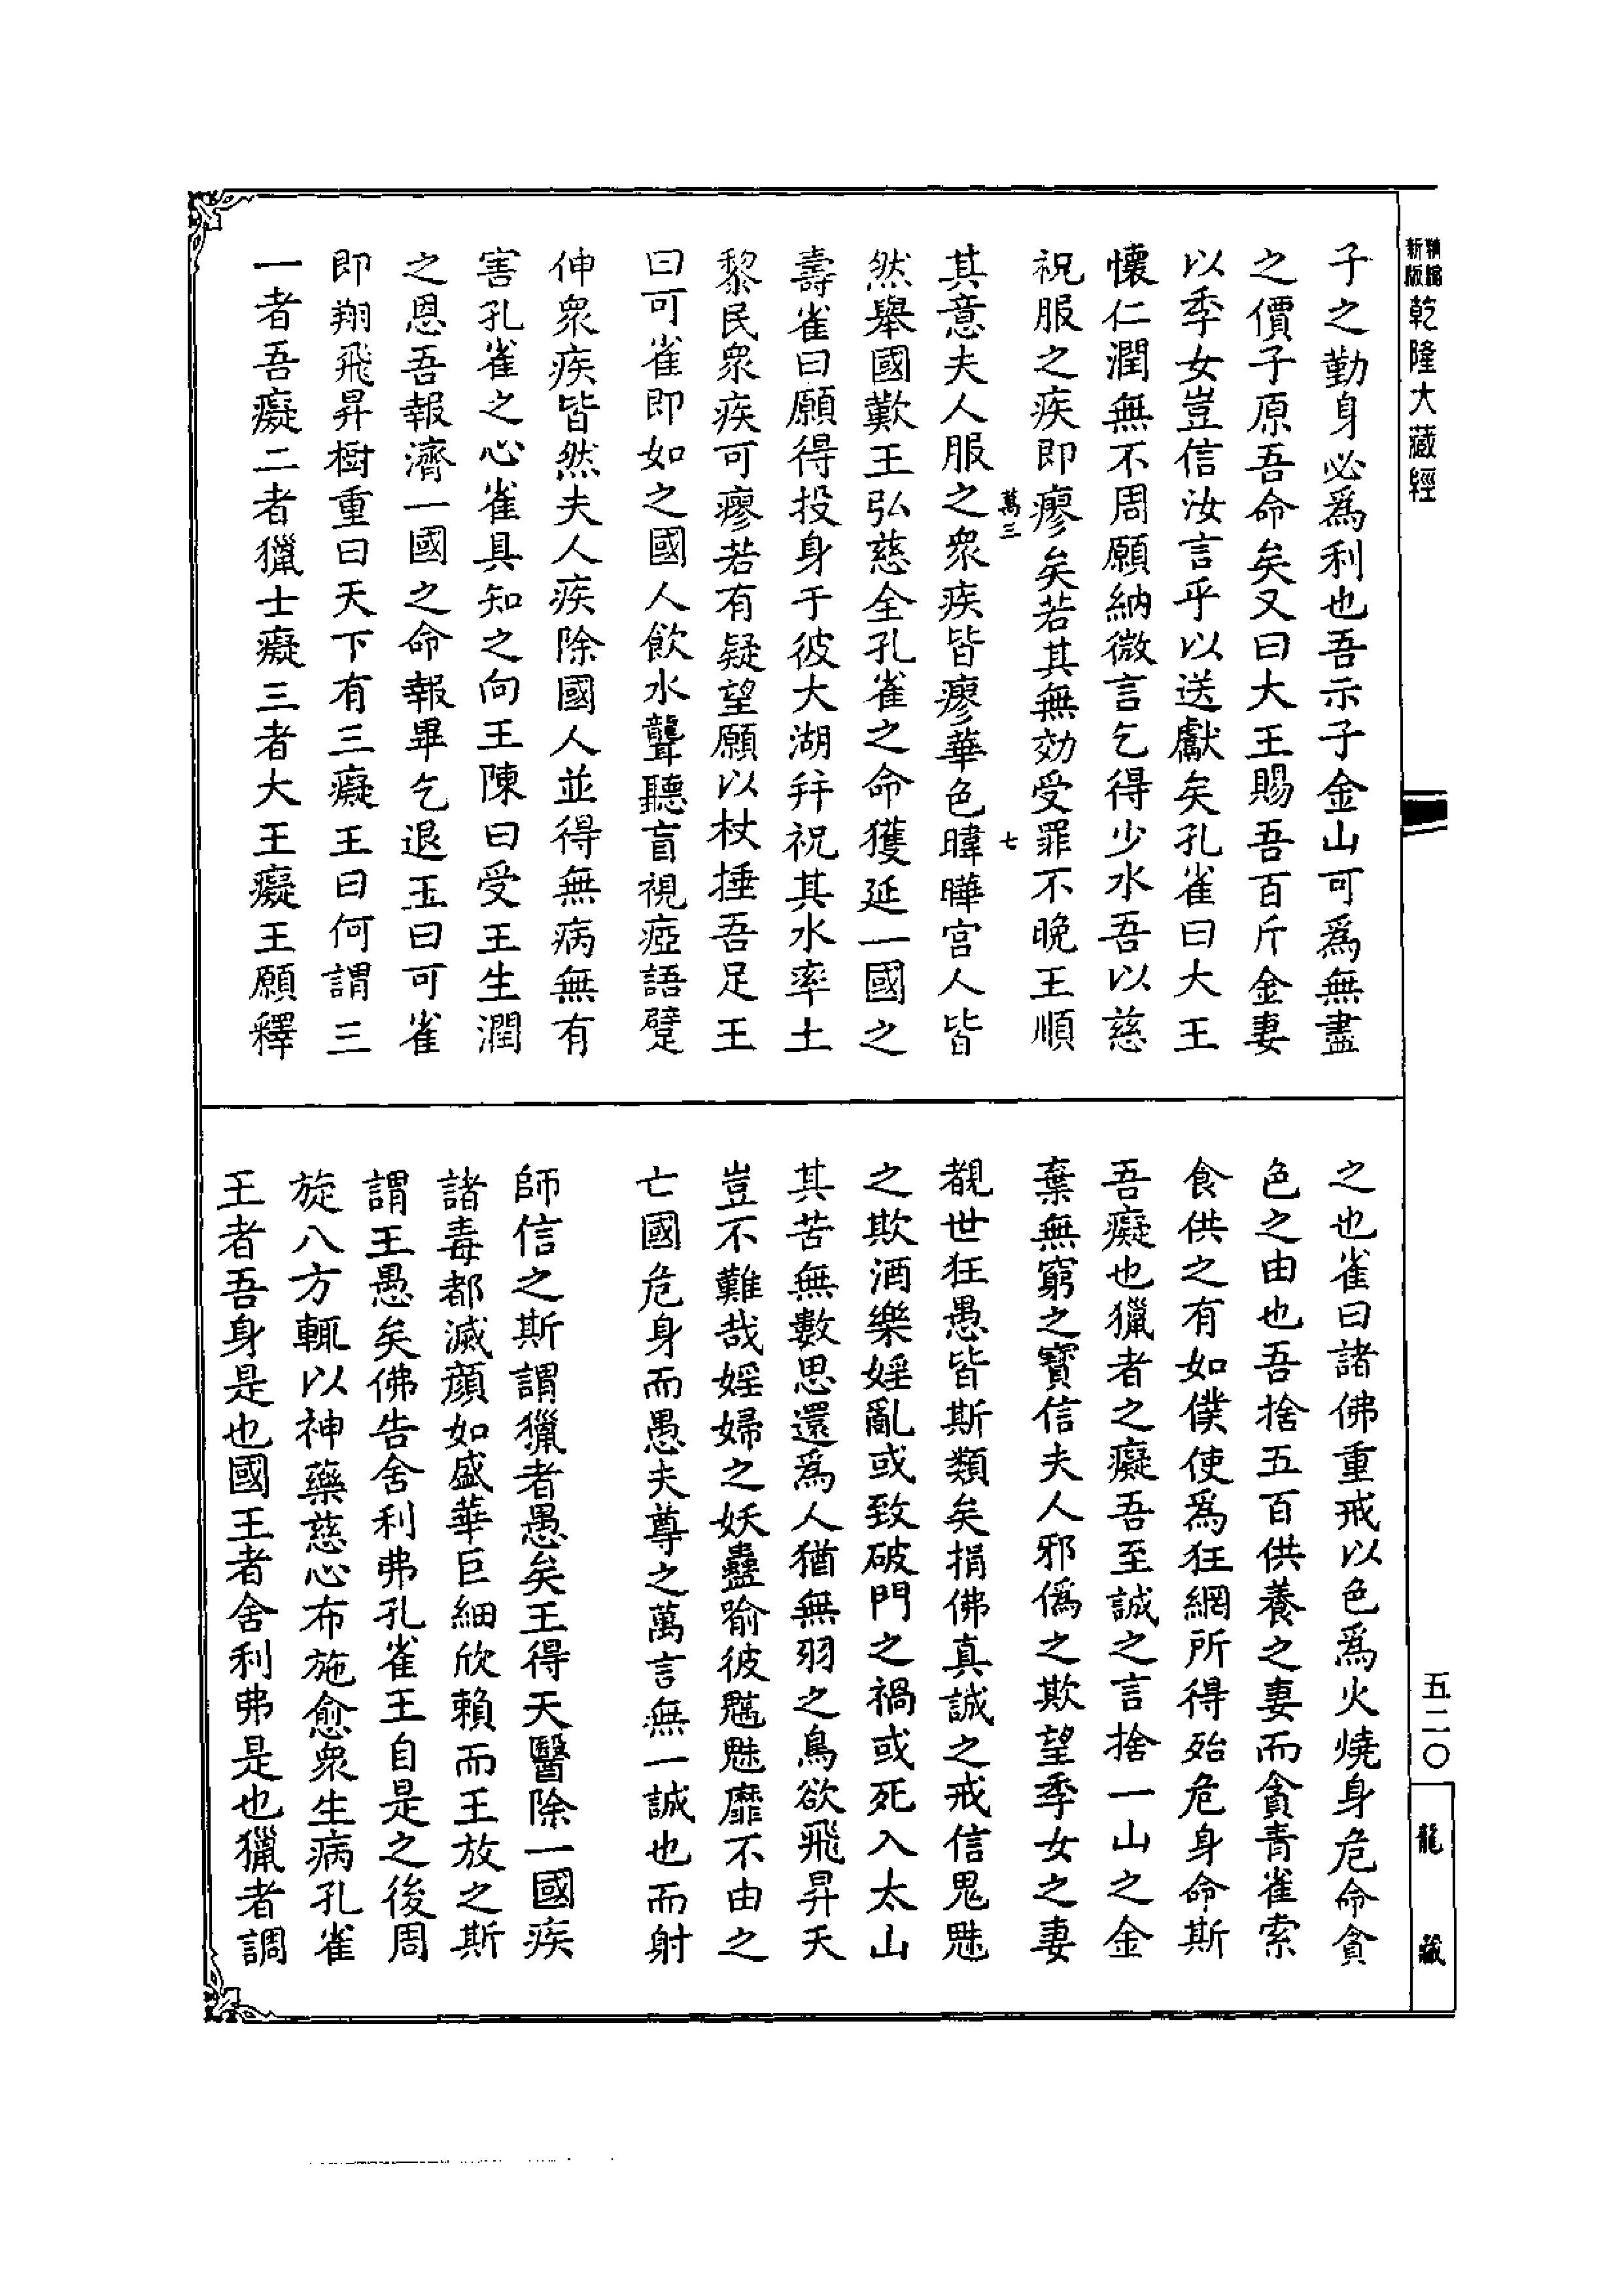 精縮新版乾隆大藏經
子之勤身必為利也吾示子金山可為無盡
之價子原吾命矣又曰大王賜吾百斤金妻
以季女豈信汝言乎以送獻矣孔雀曰大王
懷仁潤無不周願納微言乞得少水吾以慈
祝服之疾即瘳矣若其無効受罪不晚王順
萬三 七
其意夫人服之衆疾皆瘳華色暐曄宮人皆
然舉國歎王弘慈全孔雀之命獲延一國之
壽雀曰願得投身于彼大湖并祝其水率土
黎民衆疾可瘳若有疑望願以杖捶吾足王
曰可雀即如之國人飲水聾聽盲視瘂語躄
伸衆疾皆然夫人疾除國人並得無病無有
害孔雀之心雀具知之向王陳曰受王生潤
之恩吾報濟一國之命報畢乞退王曰可雀
即翔飛昇樹重曰天下有三癡王曰何謂三
一者吾癡二者獵士癡三者大王癡王願釋
之也雀曰諸佛重戒以色為火燒身危命貪
色之由也吾捨五百供養之妻而貪青雀索
食供之有如僕使為狂網所得殆危身命斯
吾癡也獵者之癡吾至誠之言捨一山之金
棄無窮之寶信夫人邪僞之欺望季女之妻
覩世狂愚皆斯類矣捐佛真誠之戒信鬼魅
之欺酒樂婬亂或致破門之禍或死入太山
其苦無數思還為人猶無羽之鳥欲飛昇天
豈不難哉婬婦之妖蠱喻彼魑魅靡不由之
亡國危身而愚夫尊之萬言無一誠也而射
師信之斯謂獵者愚矣王得天醫除一國疾
諸毒都滅顔如盛華巨細欣賴而王放之斯
謂王愚矣佛告舍利弗孔雀王自是之後周
旋八方輒以神藥慈心布施愈衆生病孔雀
王者吾身是也國王者舍利弗是也獵者調
五二〇
龍藏